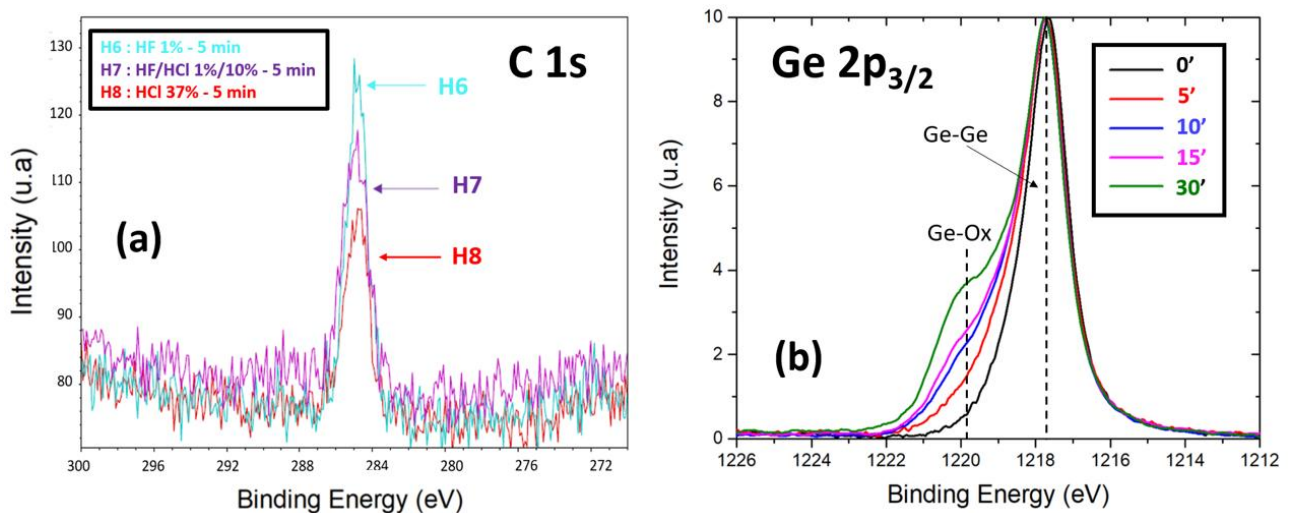 H6 : HF 1% - 5 min
H7 : HF/HCl 1%/10% - 5 min
H8 : HCl 37% - 5 min
C 1s
H6
H7
H8
(a)
Intensity (u.a)
130
120
110
100
90
80
300
296
292
288
284
280
276
272
Binding Energy (eV)
Ge 2p3/2
0'
5'
10'
15'
30'
Ge-Ge
Ge-Ox
(b)
Intensity (u.a)
10
8
6
4
2
0
1226
1224
1222
1220
1218
1216
1214
1212
Binding Energy (eV)